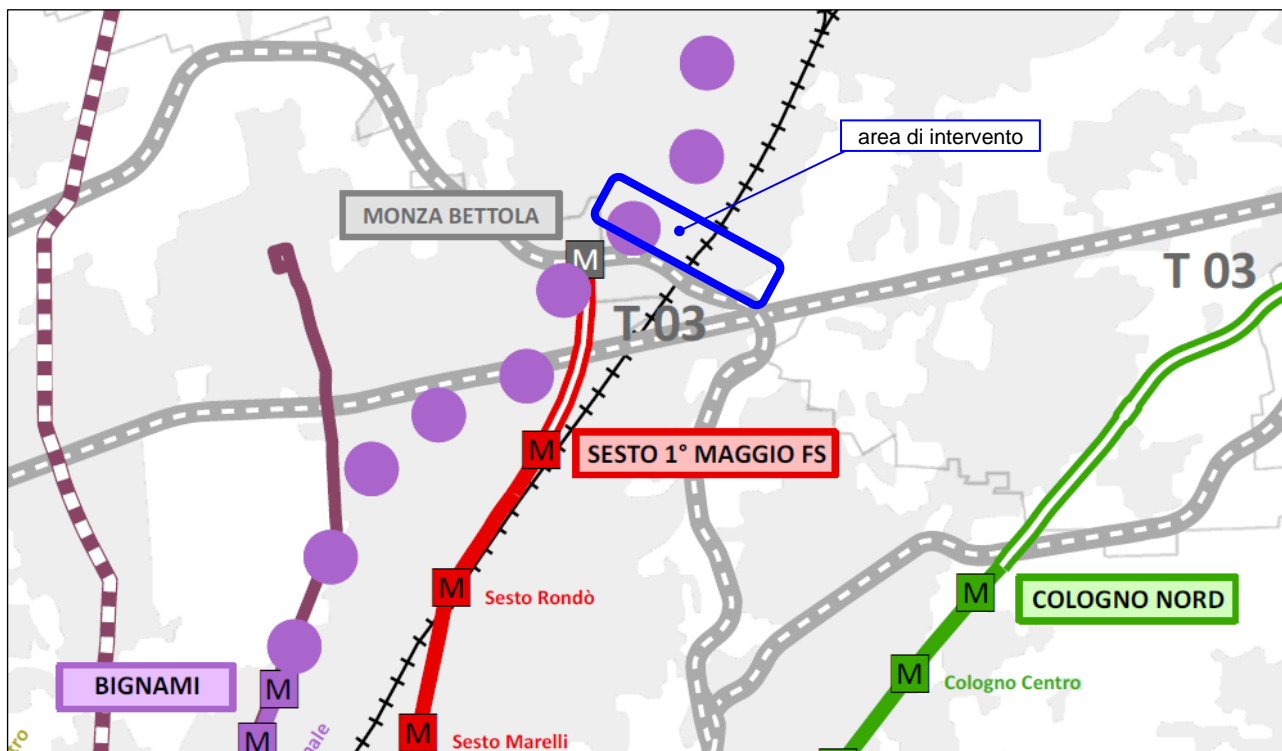 area di intervento
MONZA BETTOLA
M
T 03
T 03
M
SESTO 1° MAGGIO FS
M
Sesto Rondò
M
COLOGNO NORD
BIGNAMI
M
M
Cologno Centro
M
M
Sesto Marelli